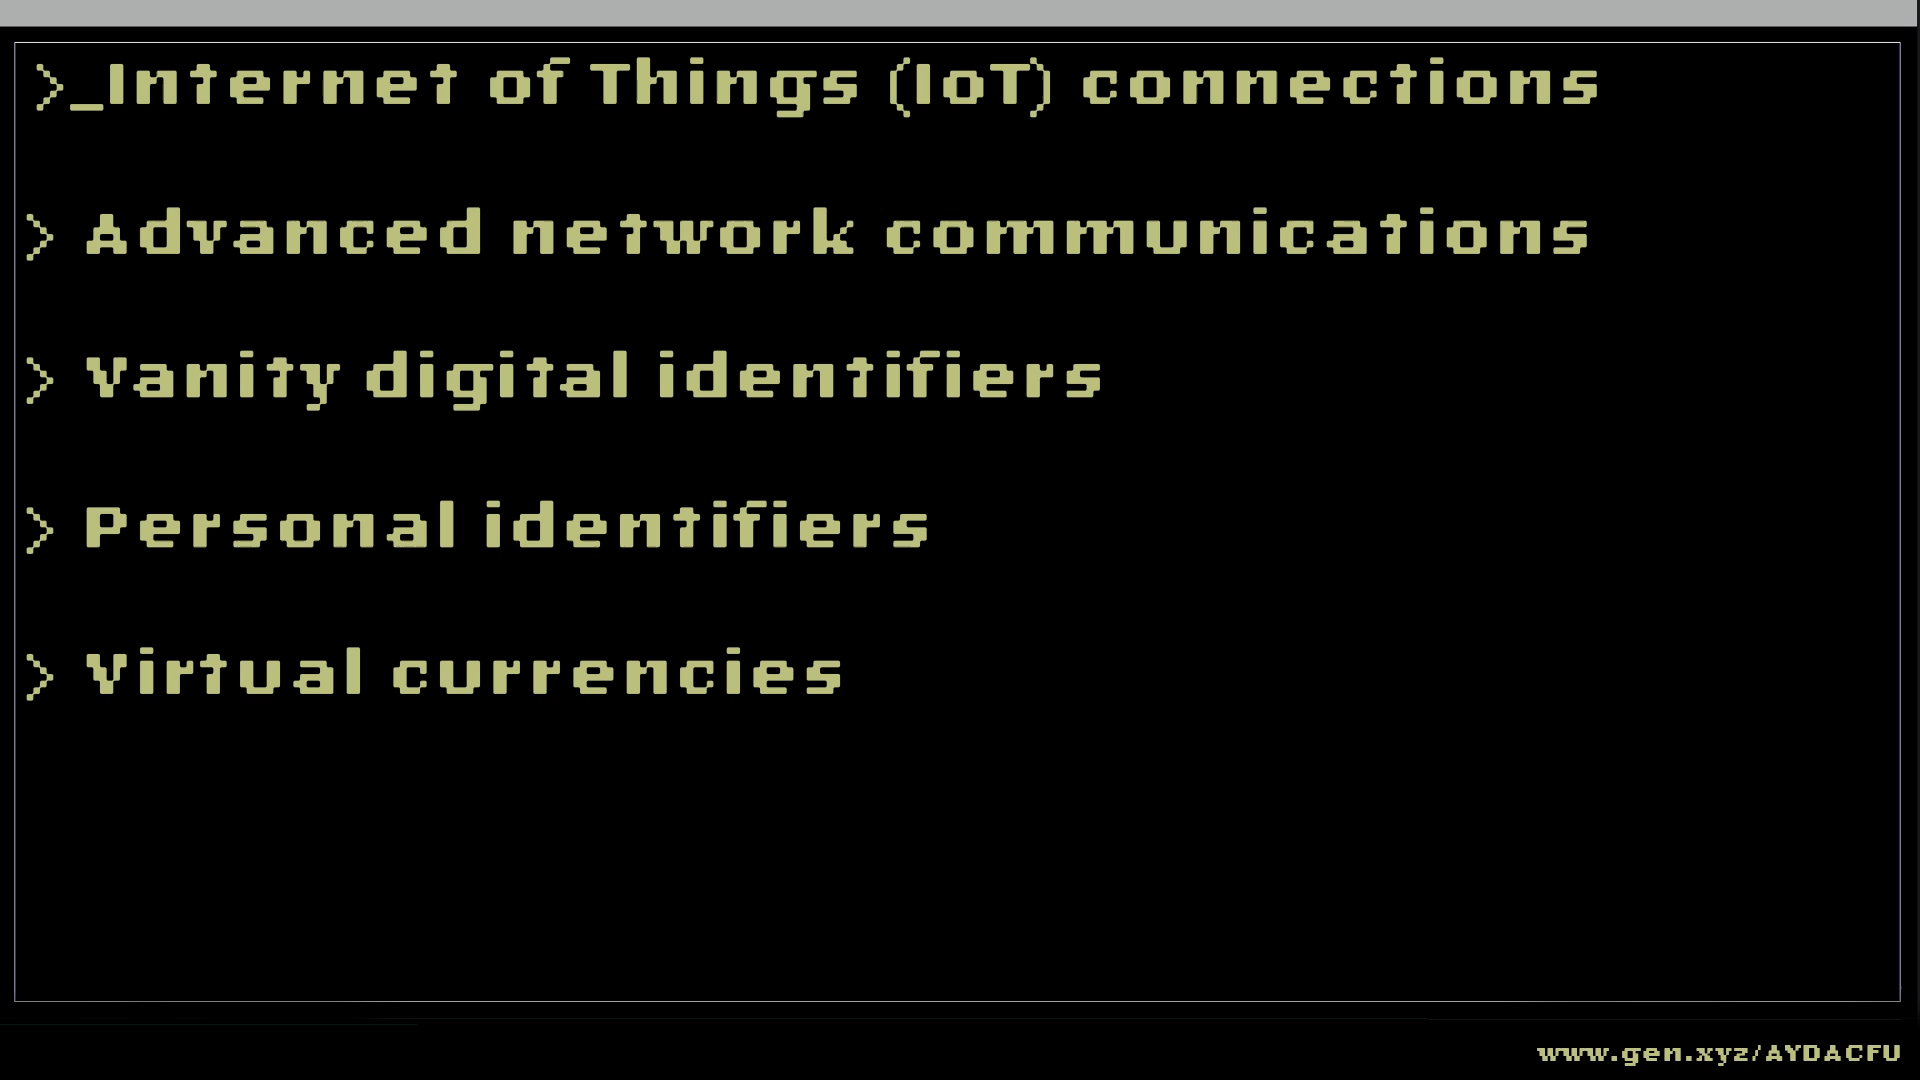 >_Internet of Things (IoT) connections
> Advanced network communications
> Vanity digital identifiers
> Personal identifiers
> Virtual currencies
www.gen.xyz/AYDACFU